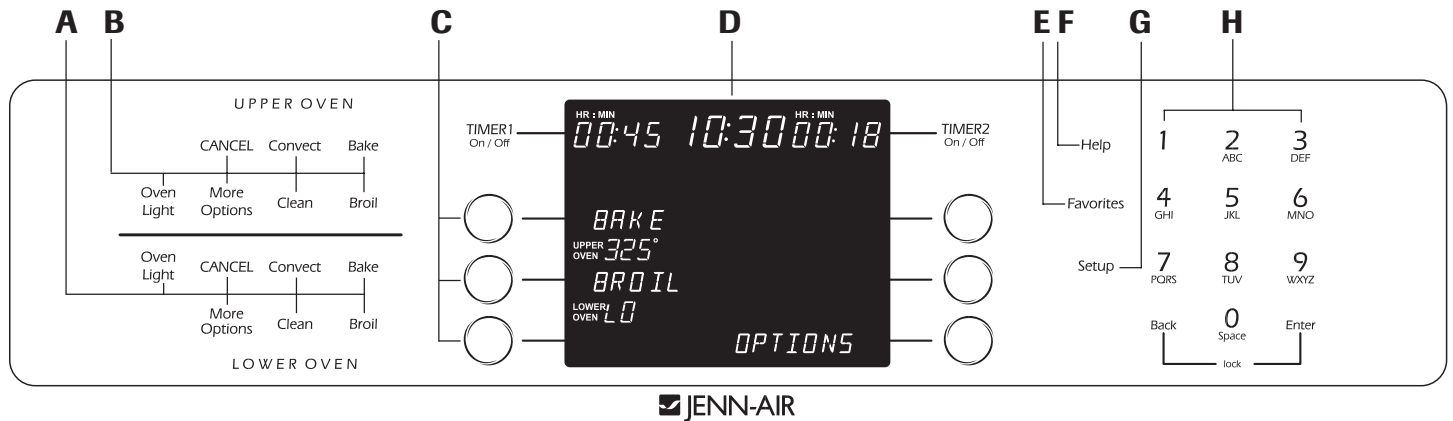 A B C D E F G H
UPPER OVEN
CANCEL Convect Bake
Oven Light More Options Clean Broil
Oven Light CANCEL Convect Bake
More Options Clean Broil
LOWER OVEN
TIMER1
On / Off
HR : MIN HR : MIN
00:45 10:30 00:18
BAKE
UPPER OVEN 325°
BROIL
LOWER OVEN LO
OPTIONS
TIMER2
On / Off
Help
Favorites
Setup
1 2 3
ABC DEF
4 5 6
GHI JKL MNO
7 8 9
PQRS TUV WXYZ
Back 0 Enter
Space
lock
JENN-AIR